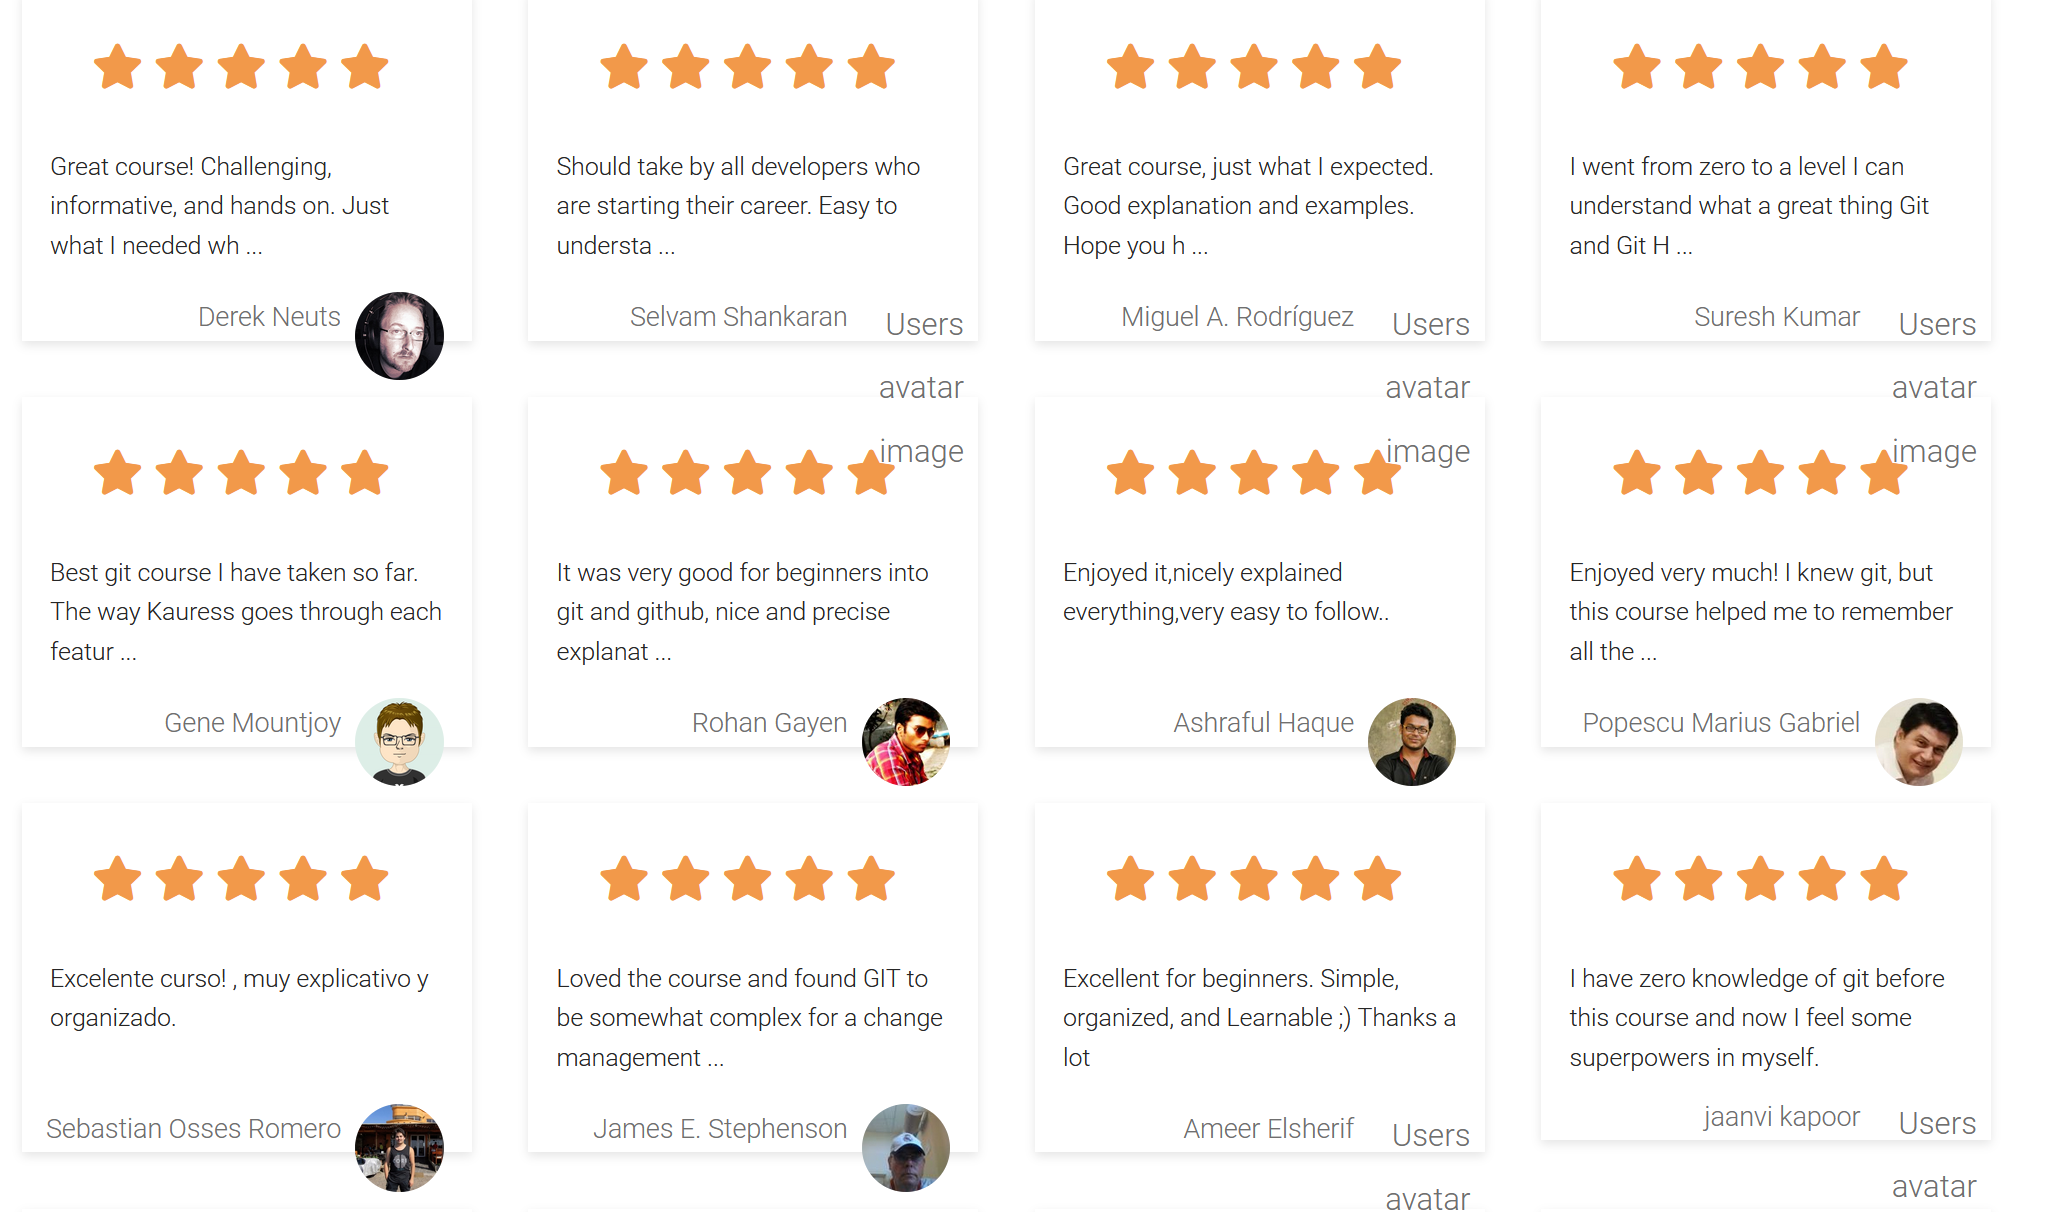 Great course! Challenging,
informative, and hands on. Just
what I needed wh ...
Derek Neuts
Should take by all developers who
are starting their career. Easy to
understa ...
Selvam Shankaran
Users
avatar
image
Great course, just what I expected.
Good explanation and examples.
Hope you h ...
Miguel A. Rodríguez
Users
avatar
image
I went from zero to a level I can
understand what a great thing Git
and Git H ...
Suresh Kumar
Users
avatar
image
Best git course I have taken so far.
The way Kauress goes through each
featur ...
Gene Mountjoy
It was very good for beginners into
git and github, nice and precise
explanat ...
Rohan Gayen
Enjoyed it,nicely explained
everything,very easy to follow..
Ashraful Haque
Enjoyed very much! I knew git, but
this course helped me to remember
all the ...
Popescu Marius Gabriel
Excelente curso! , muy explicativo y
organizado.
Sebastian Osses Romero
Loved the course and found GIT to
be somewhat complex for a change
management ...
James E. Stephenson
Excellent for beginners. Simple,
organized, and Learnable ;) Thanks a
lot
Ameer Elsherif
Users
avatar
I have zero knowledge of git before
this course and now I feel some
superpowers in myself.
jaanvi kapoor
Users
avatar